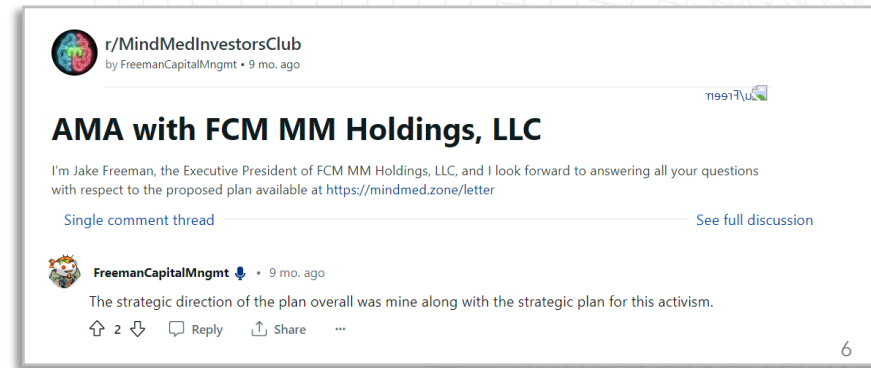 r/MindMedInvestorsClub
by FreemanCapitalMngmt • 9 mo. ago
u/Freem
AMA with FCM MM Holdings, LLC
I'm Jake Freeman, the Executive President of FCM MM Holdings, LLC, and I look forward to answering all your questions
with respect to the proposed plan available at https://mindmed.zone/letter
Single comment thread See full discussion
FreemanCapitalMngmt • 9 mo. ago
The strategic direction of the plan overall was mine along with the strategic plan for this activism.
2 Reply Share ...
6